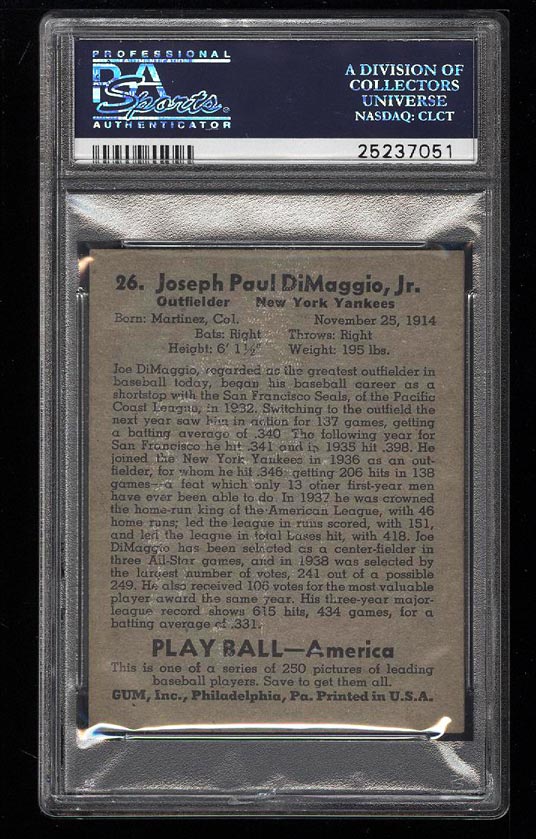 PROFESSIONAL
PSA
Sports
AUTHENTICATOR
A DIVISION OF
COLLECTORS
UNIVERSE
NASDAQ: CLCT
25237051
26. Joseph Paul DiMaggio, Jr.
Outfielder New York Yankees
Born: Martinez, Col. November 25, 1914
Bats: Right Throws: Right
Height: 6' 1½" Weight: 195 lbs.
Joe DiMaggio, regarded as the greatest outfielder in
baseball today, began his baseball career as a
shortstop with the San Francisco Seals, of the Pacific
Coast League, in 1932. Switching to the outfield the
next year saw him in action for 137 games, getting
a batting average of .340. The following year for
San Francisco he hit .341 and in 1935 hit .398. He
joined the New York Yankees in 1936 as an out-
fielder, for whom he hit .346, getting 206 hits in 138
games—a feat which only 13 other first-year men
have ever been able to do. In 1937 he was crowned
the home-run king of the American League, with 46
home runs; led the league in runs scored, with 151,
and led the league in total bases hit, with 418. Joe
DiMaggio has been selected as a center-fielder in
three All-Star games, and in 1938 was selected by
the largest number of votes, 241 out of a possible
249. He also received 106 votes for the most valuable
player award the same year. His three-year major-
league record shows 615 hits, 434 games, for a
batting average of .331.
PLAY BALL—America
This is one of a series of 250 pictures of leading
baseball players. Save to get them all.
GUM, Inc., Philadelphia, Pa. Printed in U.S.A.